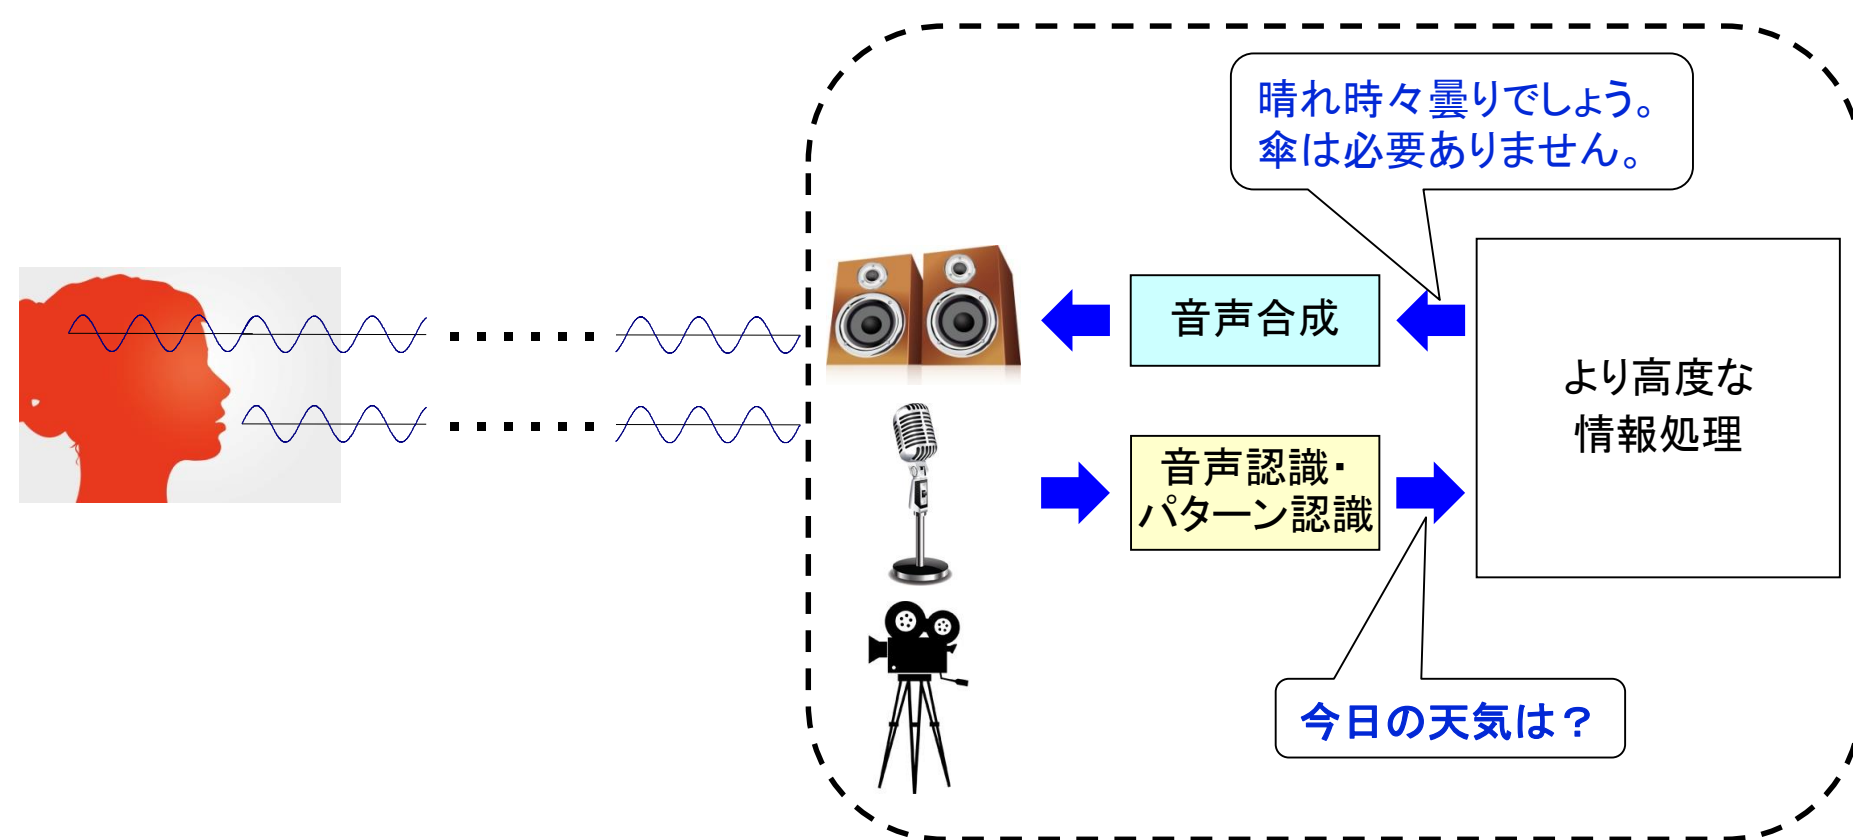 晴れ時々曇りでしょう。
傘は必要ありません。
音声合成
より高度な
情報処理
音声認識・
パターン認識
今日の天気は？